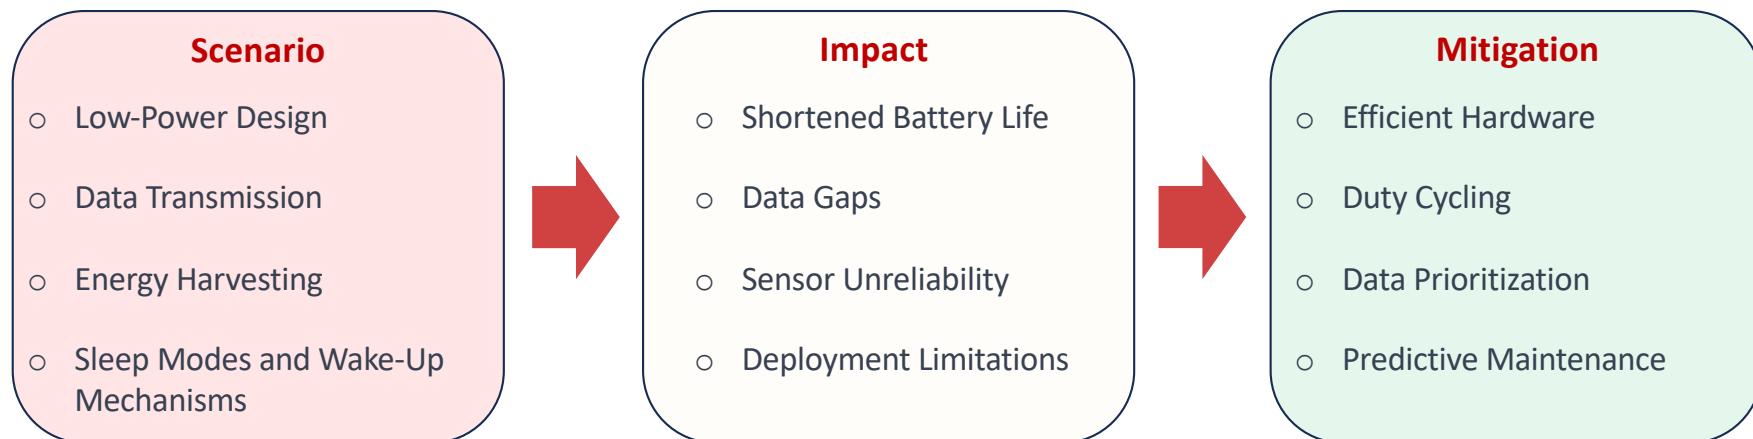 Scenario
○ Low-Power Design
○ Data Transmission
○ Energy Harvesting
○ Sleep Modes and Wake-Up
Mechanisms
Impact
○ Shortened Battery Life
○ Data Gaps
○ Sensor Unreliability
○ Deployment Limitations
Mitigation
○ Efficient Hardware
○ Duty Cycling
○ Data Prioritization
○ Predictive Maintenance